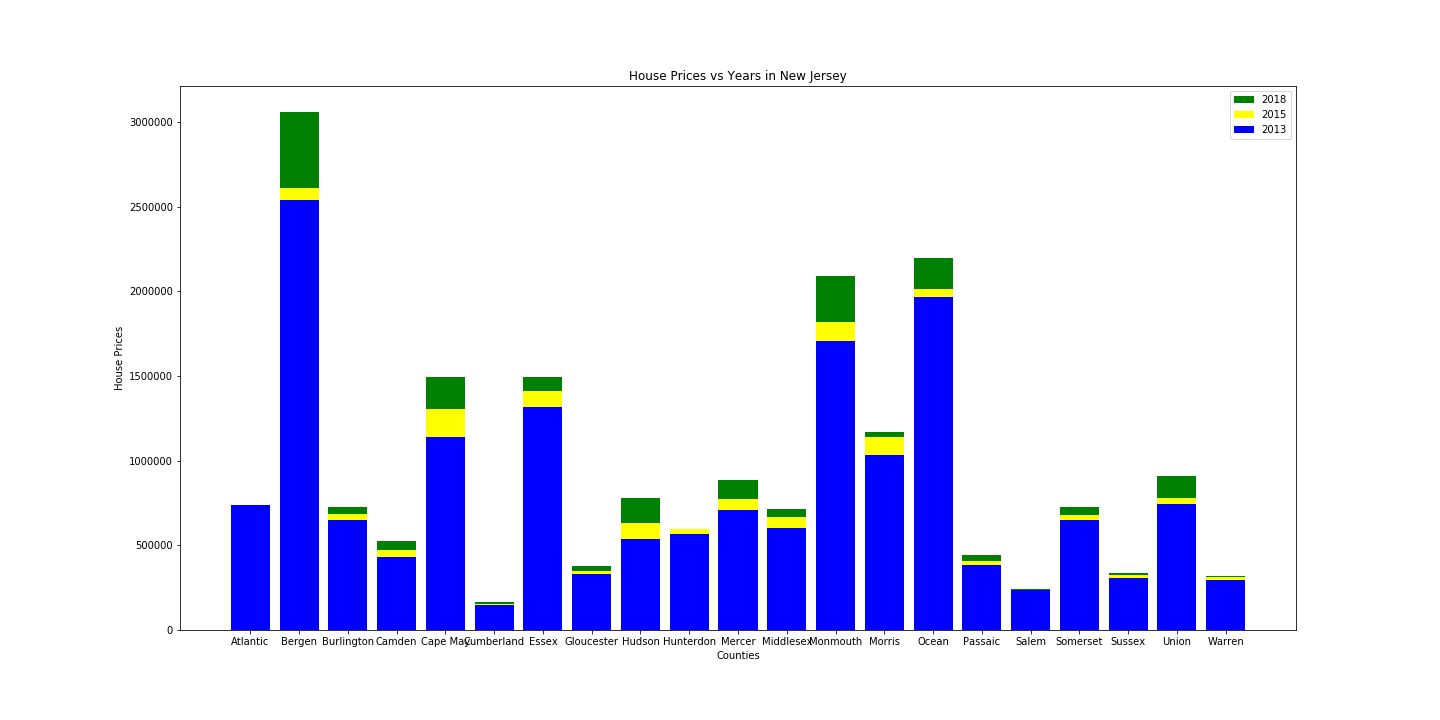 House Prices vs Years in New Jersey
2018
2015
2013
3000000
2500000
2000000
1500000
1000000
500000
0
House Prices
Atlantic Bergen Burlington Camden Cape May Cumberland Essex Gloucester Hudson Hunterdon Mercer Middlesex Monmouth Morris Ocean Passaic Salem Somerset Sussex Union Warren
Counties